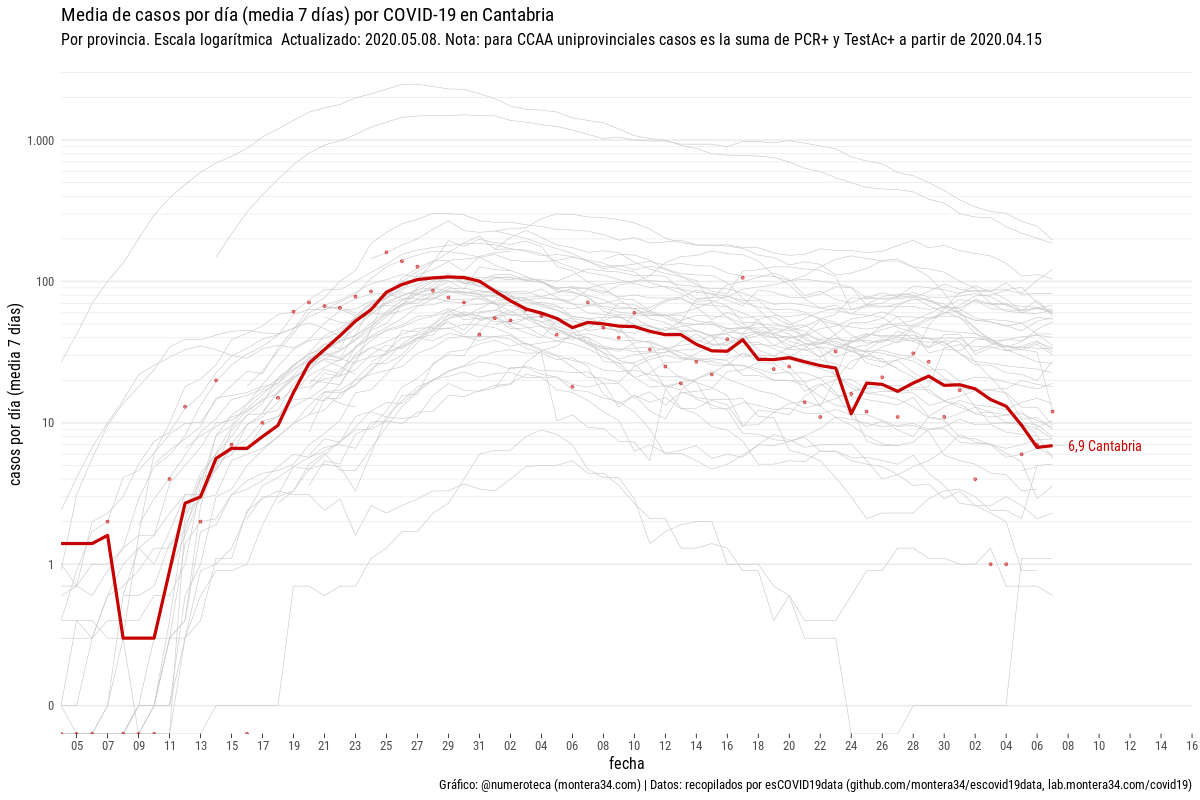 Media de casos por día (media 7 días) por COVID-19 en Cantabria
Por provincia. Escala logarítmica  Actualizado: 2020.05.08. Nota: para CCAA uniprovinciales casos es la suma de PCR+ y TestAc+ a partir de 2020.04.15
casos por día (media 7 días)
1.000
100
10
1
0
6,9 Cantabria
05 07 09 11 13 15 17 19 21 23 25 27 29 31 02 04 06 08 10 12 14 16 18 20 22 24 26 28 30 02 04 06 08 10 12 14 16
fecha
Gráfico: @numeroteca (montera34.com) | Datos: recopilados por esCOVID19data (github.com/montera34/escovid19data, lab.montera34.com/covid19)